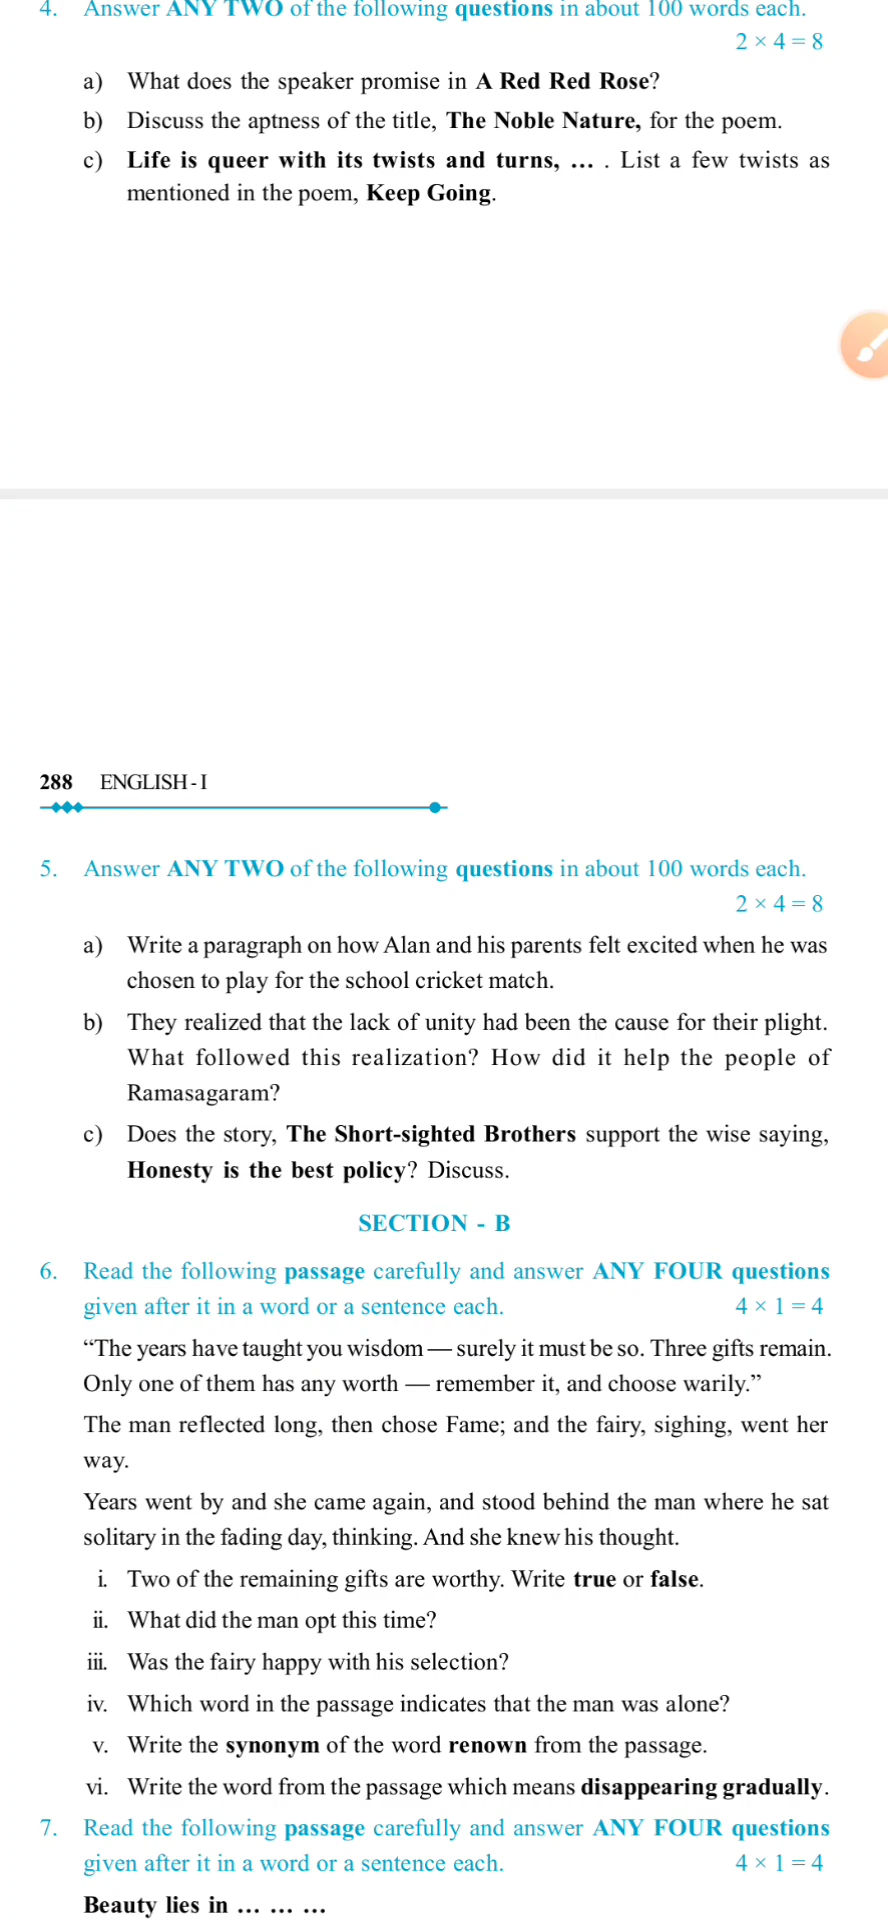 4. Answer ANY TWO of the following questions in about 100 words each.
2 × 4 = 8
a) What does the speaker promise in A Red Red Rose?
b) Discuss the aptness of the title, The Noble Nature, for the poem.
c) Life is queer with its twists and turns, ... . List a few twists as
mentioned in the poem, Keep Going.
288 ENGLISH - I
5. Answer ANY TWO of the following questions in about 100 words each.
2 × 4 = 8
a) Write a paragraph on how Alan and his parents felt excited when he was
chosen to play for the school cricket match.
b) They realized that the lack of unity had been the cause for their plight.
What followed this realization? How did it help the people of
Ramasagaram?
c) Does the story, The Short-sighted Brothers support the wise saying,
Honesty is the best policy? Discuss.
SECTION - B
6. Read the following passage carefully and answer ANY FOUR questions
given after it in a word or a sentence each. 4 × 1 = 4
“The years have taught you wisdom — surely it must be so. Three gifts remain.
Only one of them has any worth — remember it, and choose warily.”
The man reflected long, then chose Fame; and the fairy, sighing, went her
way.
Years went by and she came again, and stood behind the man where he sat
solitary in the fading day, thinking. And she knew his thought.
i. Two of the remaining gifts are worthy. Write true or false.
ii. What did the man opt this time?
iii. Was the fairy happy with his selection?
iv. Which word in the passage indicates that the man was alone?
v. Write the synonym of the word renown from the passage.
vi. Write the word from the passage which means disappearing gradually.
7. Read the following passage carefully and answer ANY FOUR questions
given after it in a word or a sentence each. 4 × 1 = 4
Beauty lies in ... ... ...